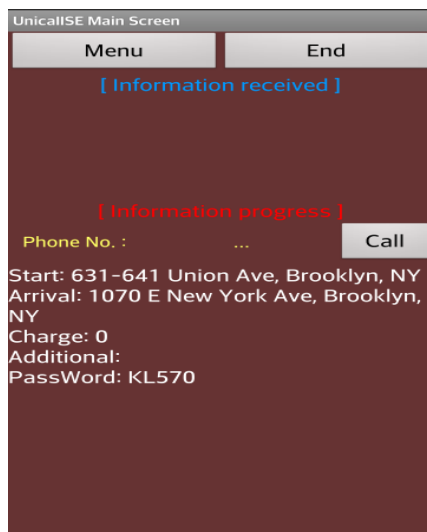 UnicallSE Main Screen
Menu
End
[ Information received ]
[ Information progress ]
Phone No. :
...
Call
Start: 631-641 Union Ave, Brooklyn, NY
Arrival: 1070 E New York Ave, Brooklyn,
NY
Charge: 0
Additional:
PassWord: KL570